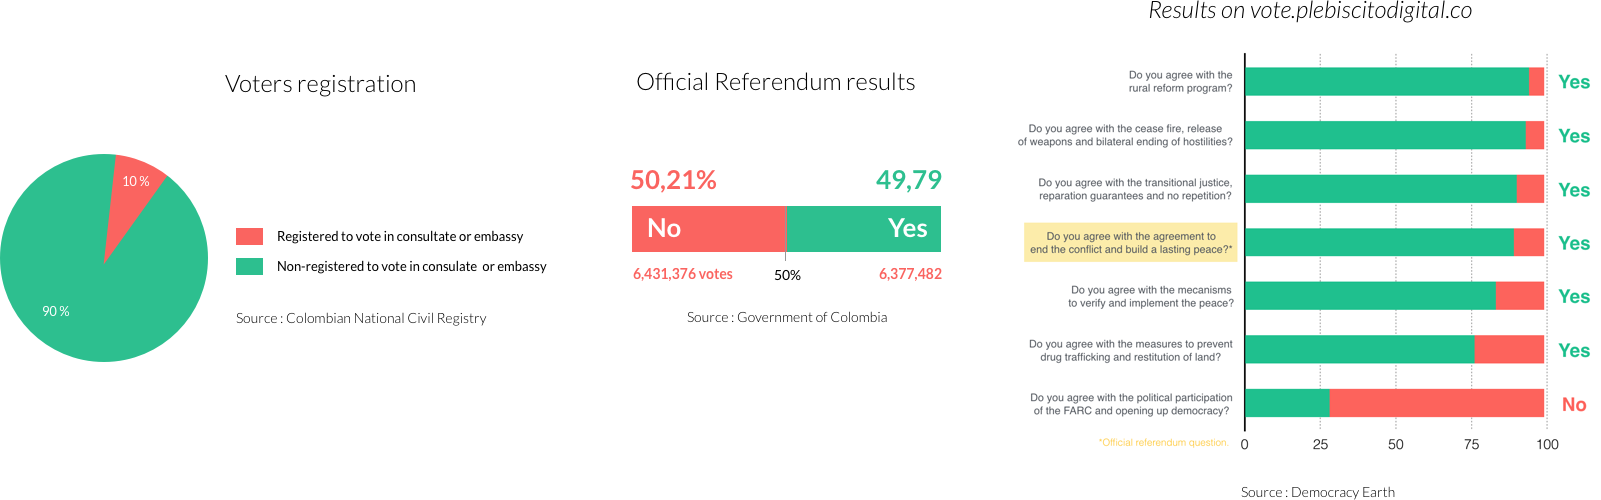 Voters registration
10 %
90 %
Registered to vote in consultate or embassy
Non-registered to vote in consulate or embassy
Source : Colombian National Civil Registry
Official Referendum results
50,21%
49,79
No
Yes
6,431,376 votes
50%
6,377,482
Source : Government of Colombia
Results on vote.plebiscitodigital.co
Do you agree with the
rural reform program?
Yes
Do you agree with the cease fire, release
of weapons and bilateral ending of hostilities?
Yes
Do you agree with the transitional justice,
reparation guarantees and no repetition?
Yes
Do you agree with the agreement to
end the conflict and build a lasting peace?*
Yes
Do you agree with the mecanisms
to verify and implement the peace?
Yes
Do you agree with the measures to prevent
drug trafficking and restitution of land?
Yes
Do you agree with the political participation
of the FARC and opening up democracy?
No
*Official referendum question.
0 25 50 75 100
Source : Democracy Earth